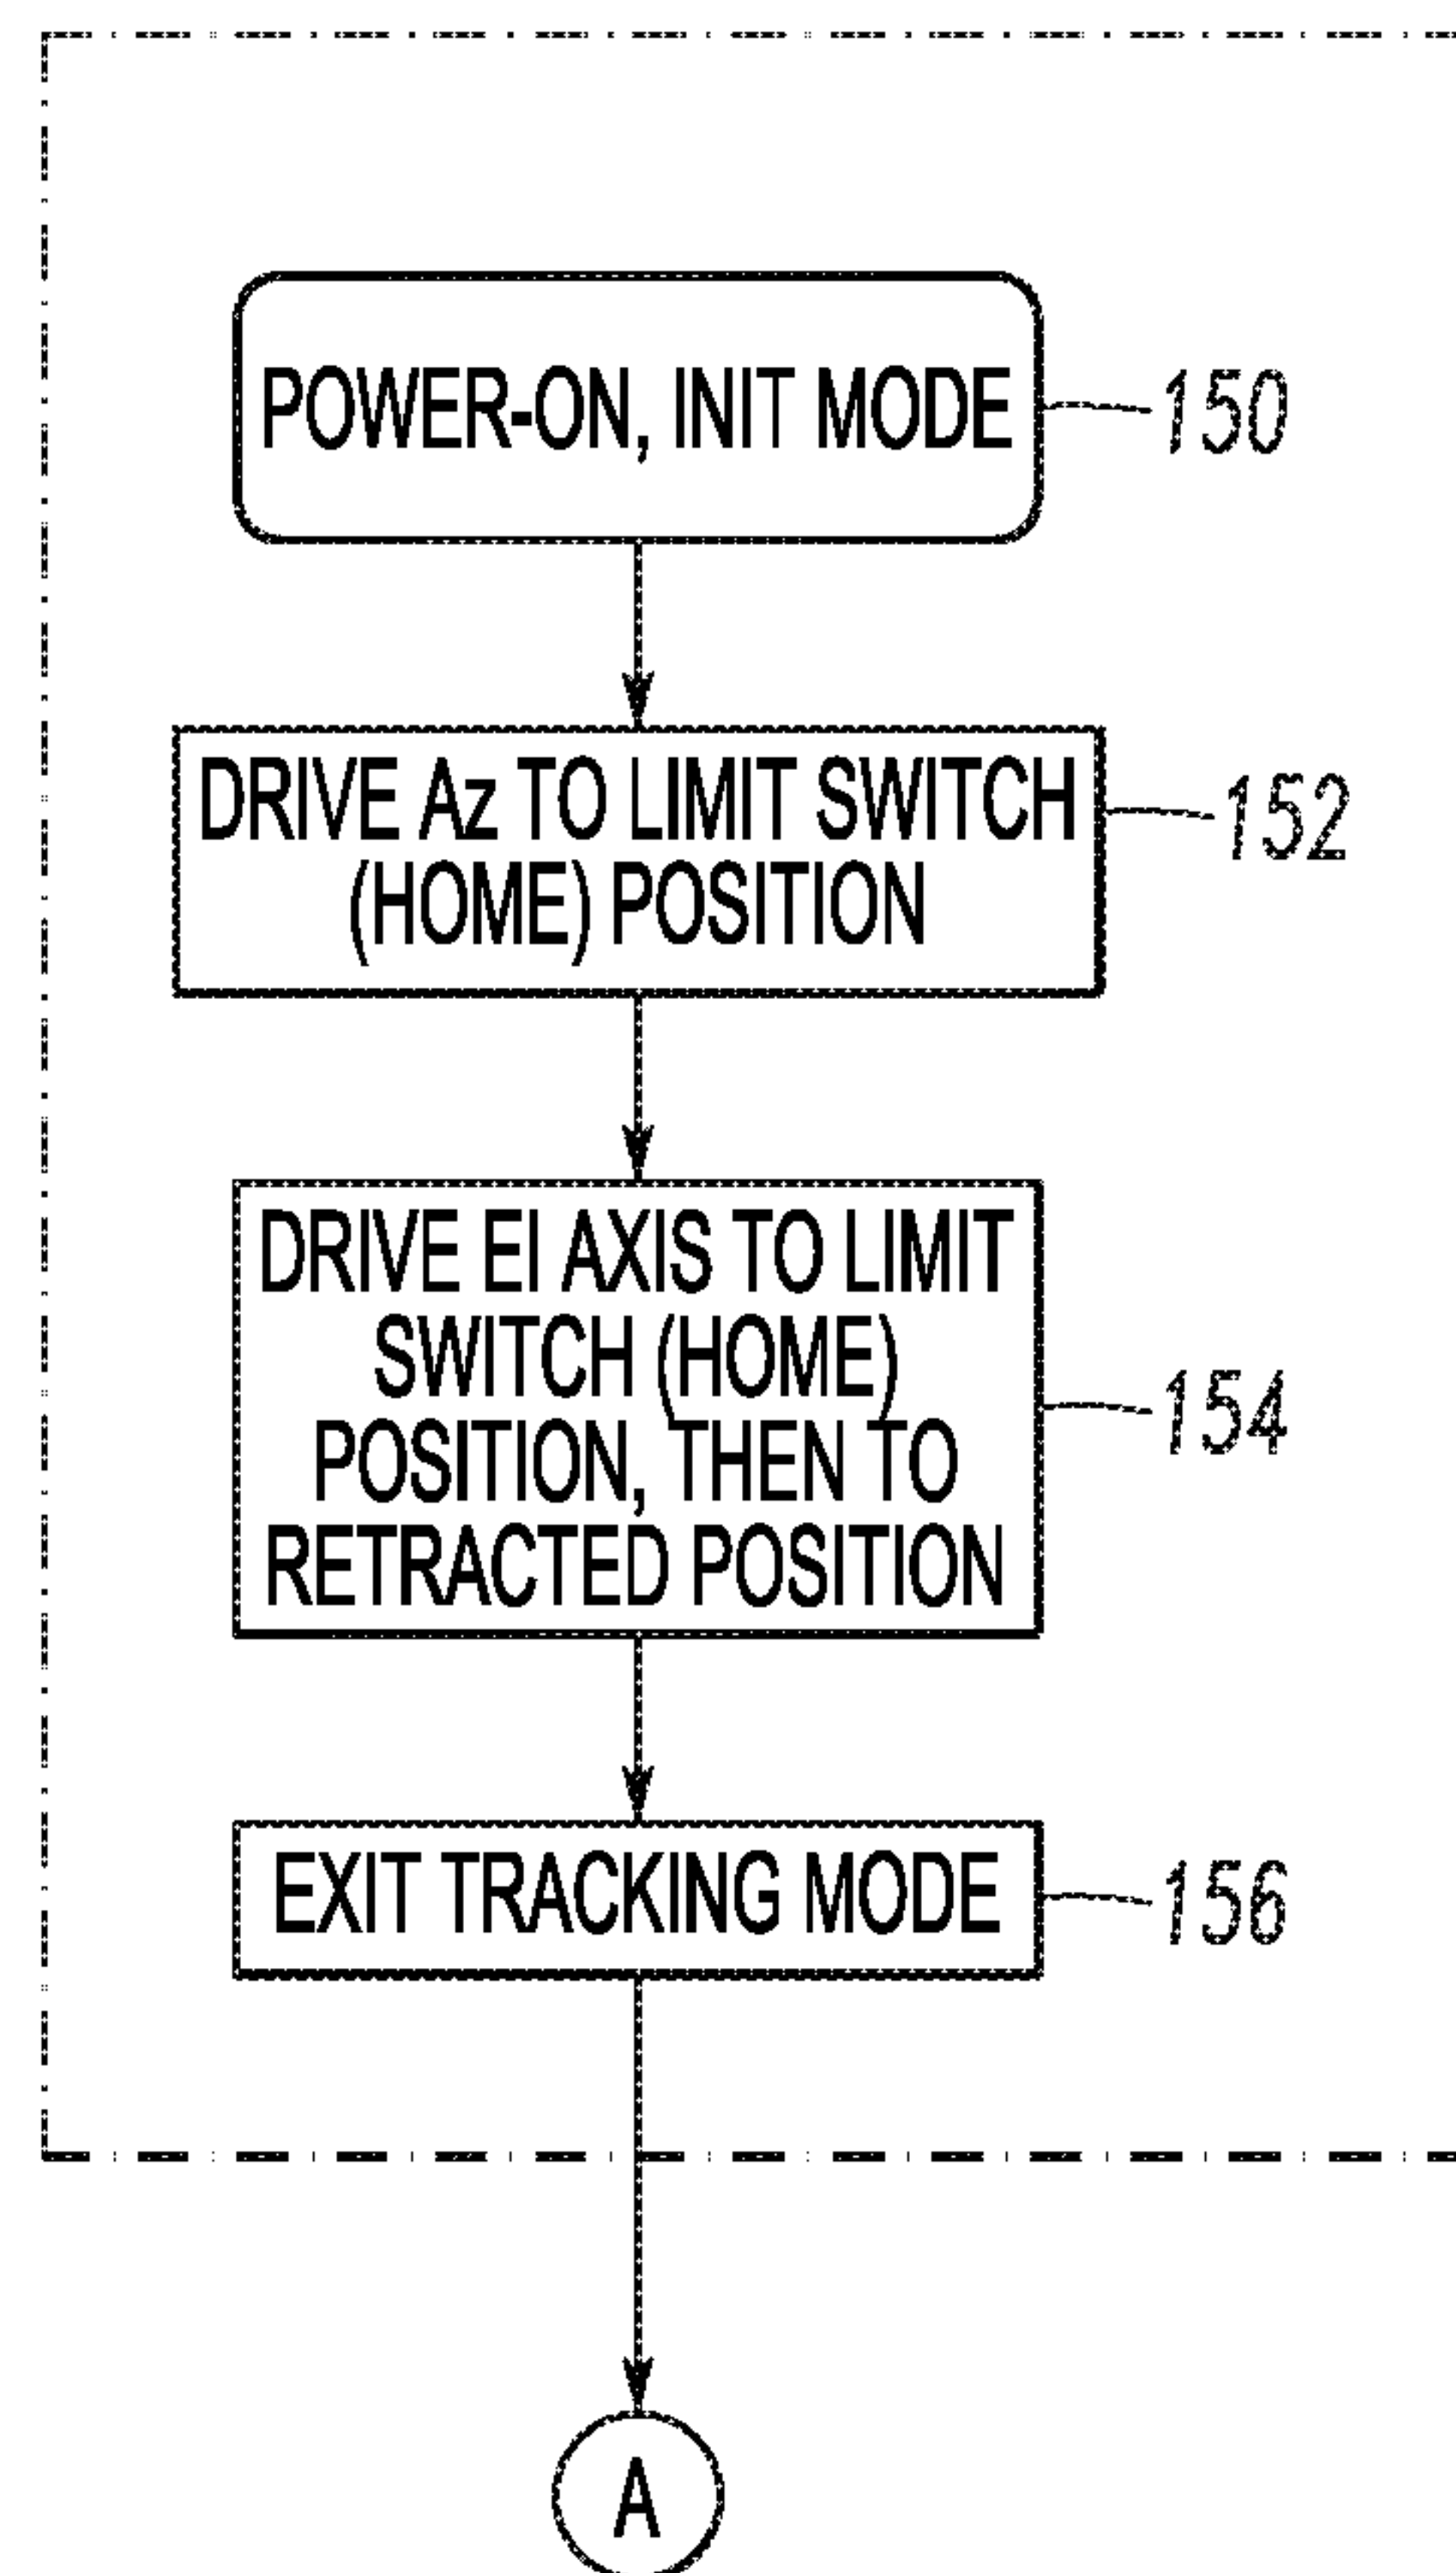 POWER-ON, INIT MODE
150
DRIVE Az TO LIMIT SWITCH
(HOME) POSITION
152
DRIVE El AXIS TO LIMIT
SWITCH (HOME)
POSITION, THEN TO
RETRACTED POSITION
154
EXIT TRACKING MODE
156
A